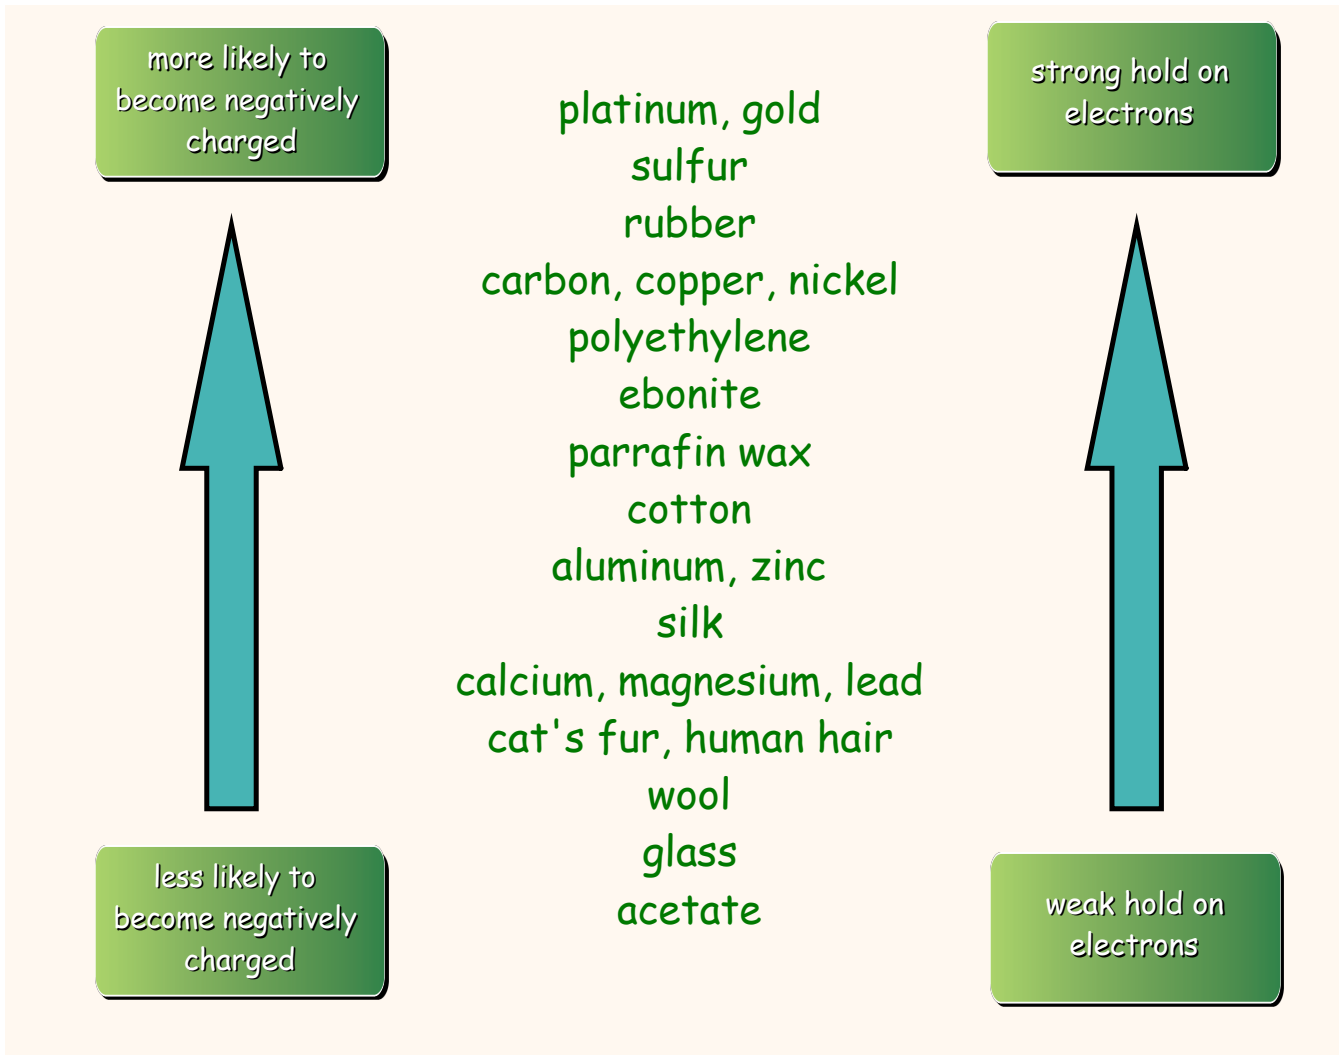 more likely to
become negatively
charged
strong hold on
electrons
platinum, gold
sulfur
rubber
carbon, copper, nickel
polyethylene
ebonite
parrafin wax
cotton
aluminum, zinc
silk
calcium, magnesium, lead
cat's fur, human hair
wool
glass
acetate
less likely to
become negatively
charged
weak hold on
electrons